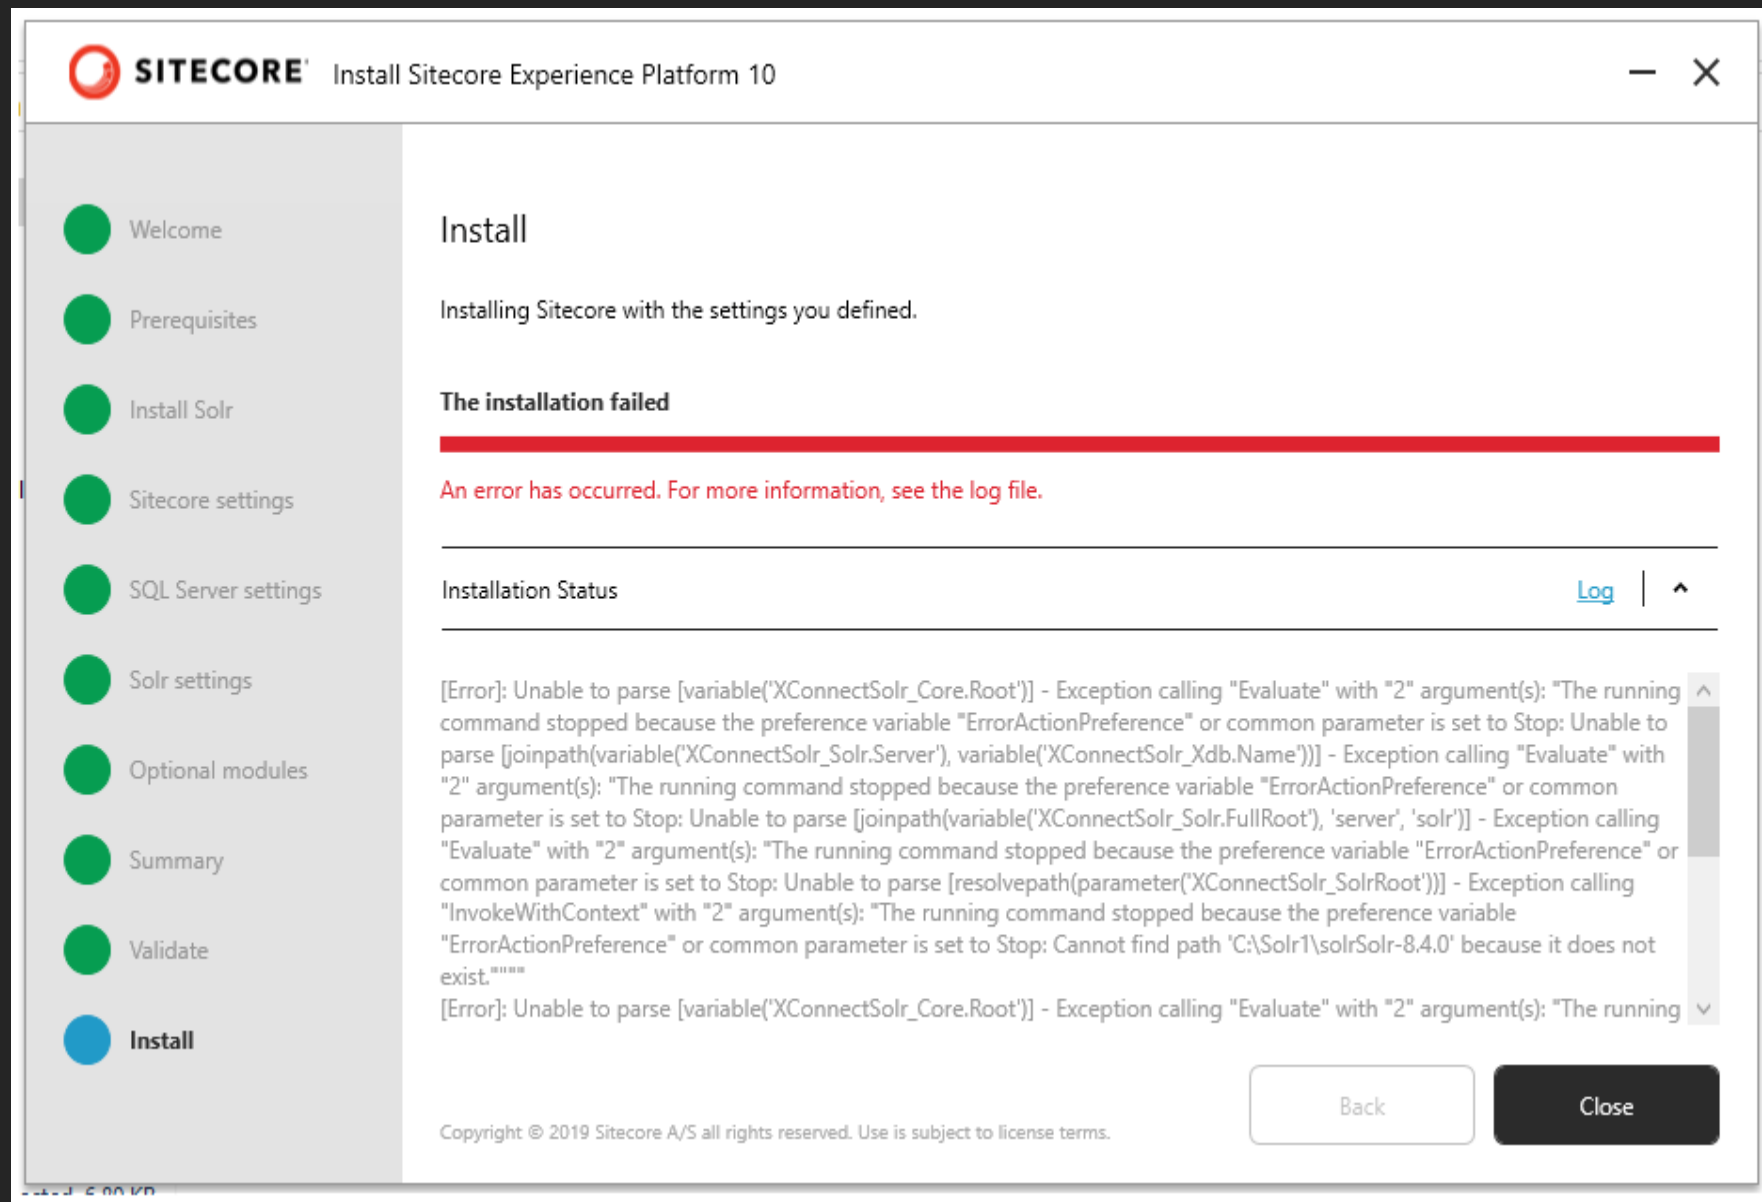 SITECORE Install Sitecore Experience Platform 10
Welcome
Prerequisites
Install Solr
Sitecore settings
SQL Server settings
Solr settings
Optional modules
Summary
Validate
Install
Install
Installing Sitecore with the settings you defined.
The installation failed
An error has occurred. For more information, see the log file.
Installation Status
Log
[Error]: Unable to parse [variable('XConnectSolr_Core.Root')] - Exception calling "Evaluate" with "2" argument(s): "The running
command stopped because the preference variable "ErrorActionPreference" or common parameter is set to Stop: Unable to
parse [joinpath(variable('XConnectSolr_Solr.Server'), variable('XConnectSolr_Xdb.Name'))] - Exception calling "Evaluate" with
"2" argument(s): "The running command stopped because the preference variable "ErrorActionPreference" or common
parameter is set to Stop: Unable to parse [joinpath(variable('XConnectSolr_Solr.FullRoot'), 'server', 'solr')] - Exception calling
"Evaluate" with "2" argument(s): "The running command stopped because the preference variable "ErrorActionPreference" or
common parameter is set to Stop: Unable to parse [resolvepath(parameter('XConnectSolr_SolrRoot'))] - Exception calling
"InvokeWithContext" with "2" argument(s): "The running command stopped because the preference variable
"ErrorActionPreference" or common parameter is set to Stop: Cannot find path 'C:\Solr1\solrSolr-8.4.0' because it does not
exist.""""
[Error]: Unable to parse [variable('XConnectSolr_Core.Root')] - Exception calling "Evaluate" with "2" argument(s): "The running
Back
Close
Copyright © 2019 Sitecore A/S all rights reserved. Use is subject to license terms.